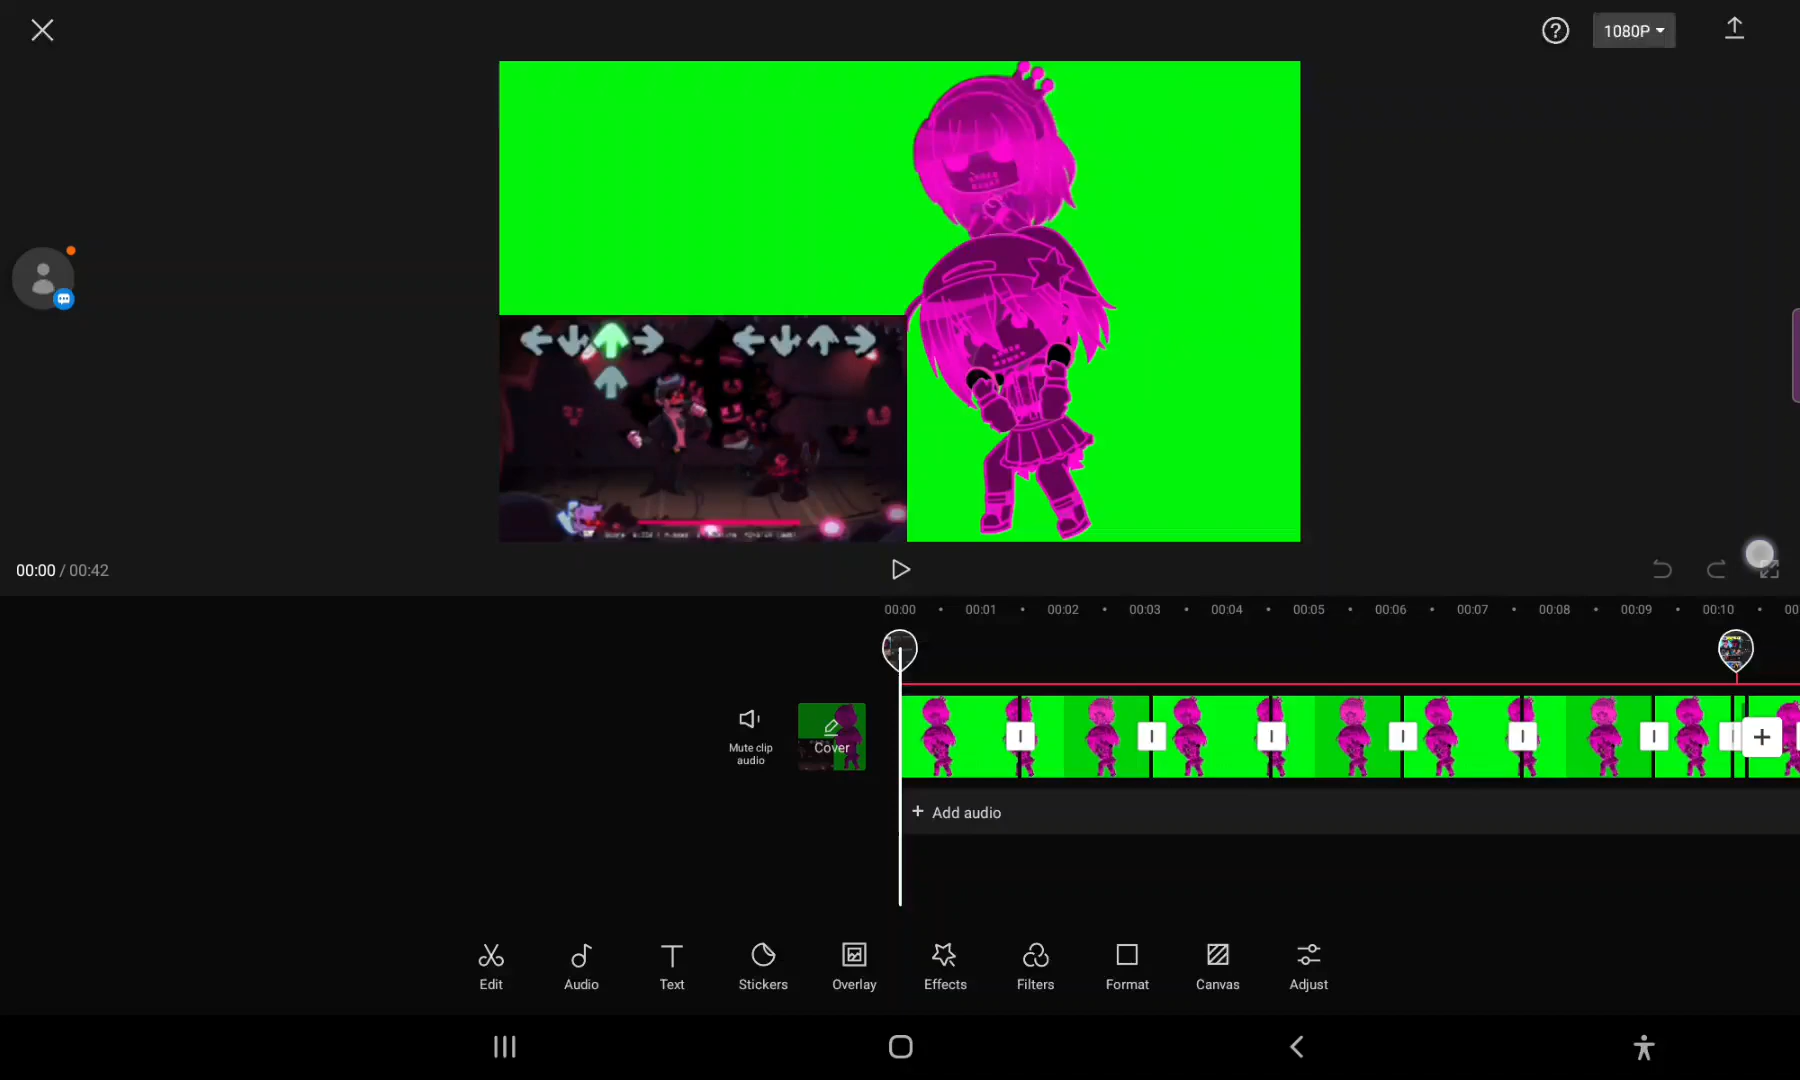 1080P
00:00 / 00:42
00:00 00:01 00:02 00:03 00:04 00:05 00:06 00:07 00:08 00:09 00:10 00
Mute clip
audio
Cover
+ Add audio
Edit Audio Text Stickers Overlay Effects Filters Format Canvas Adjust